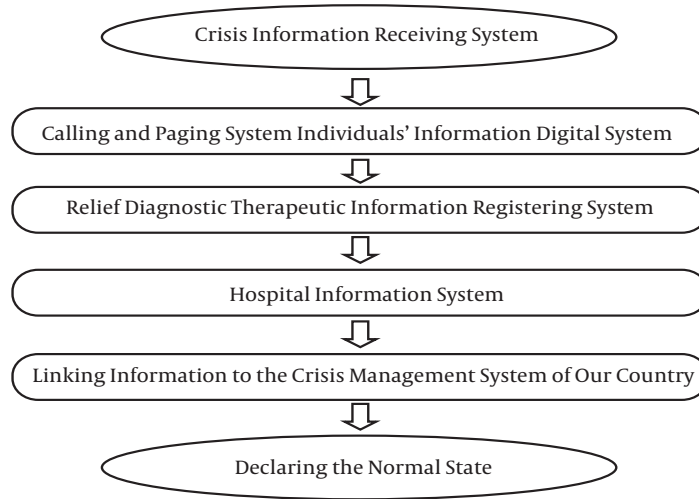 Crisis Information Receiving System
Calling and Paging System Individuals’ Information Digital System
Relief Diagnostic Therapeutic Information Registering System
Hospital Information System
Linking Information to the Crisis Management System of Our Country
Declaring the Normal State